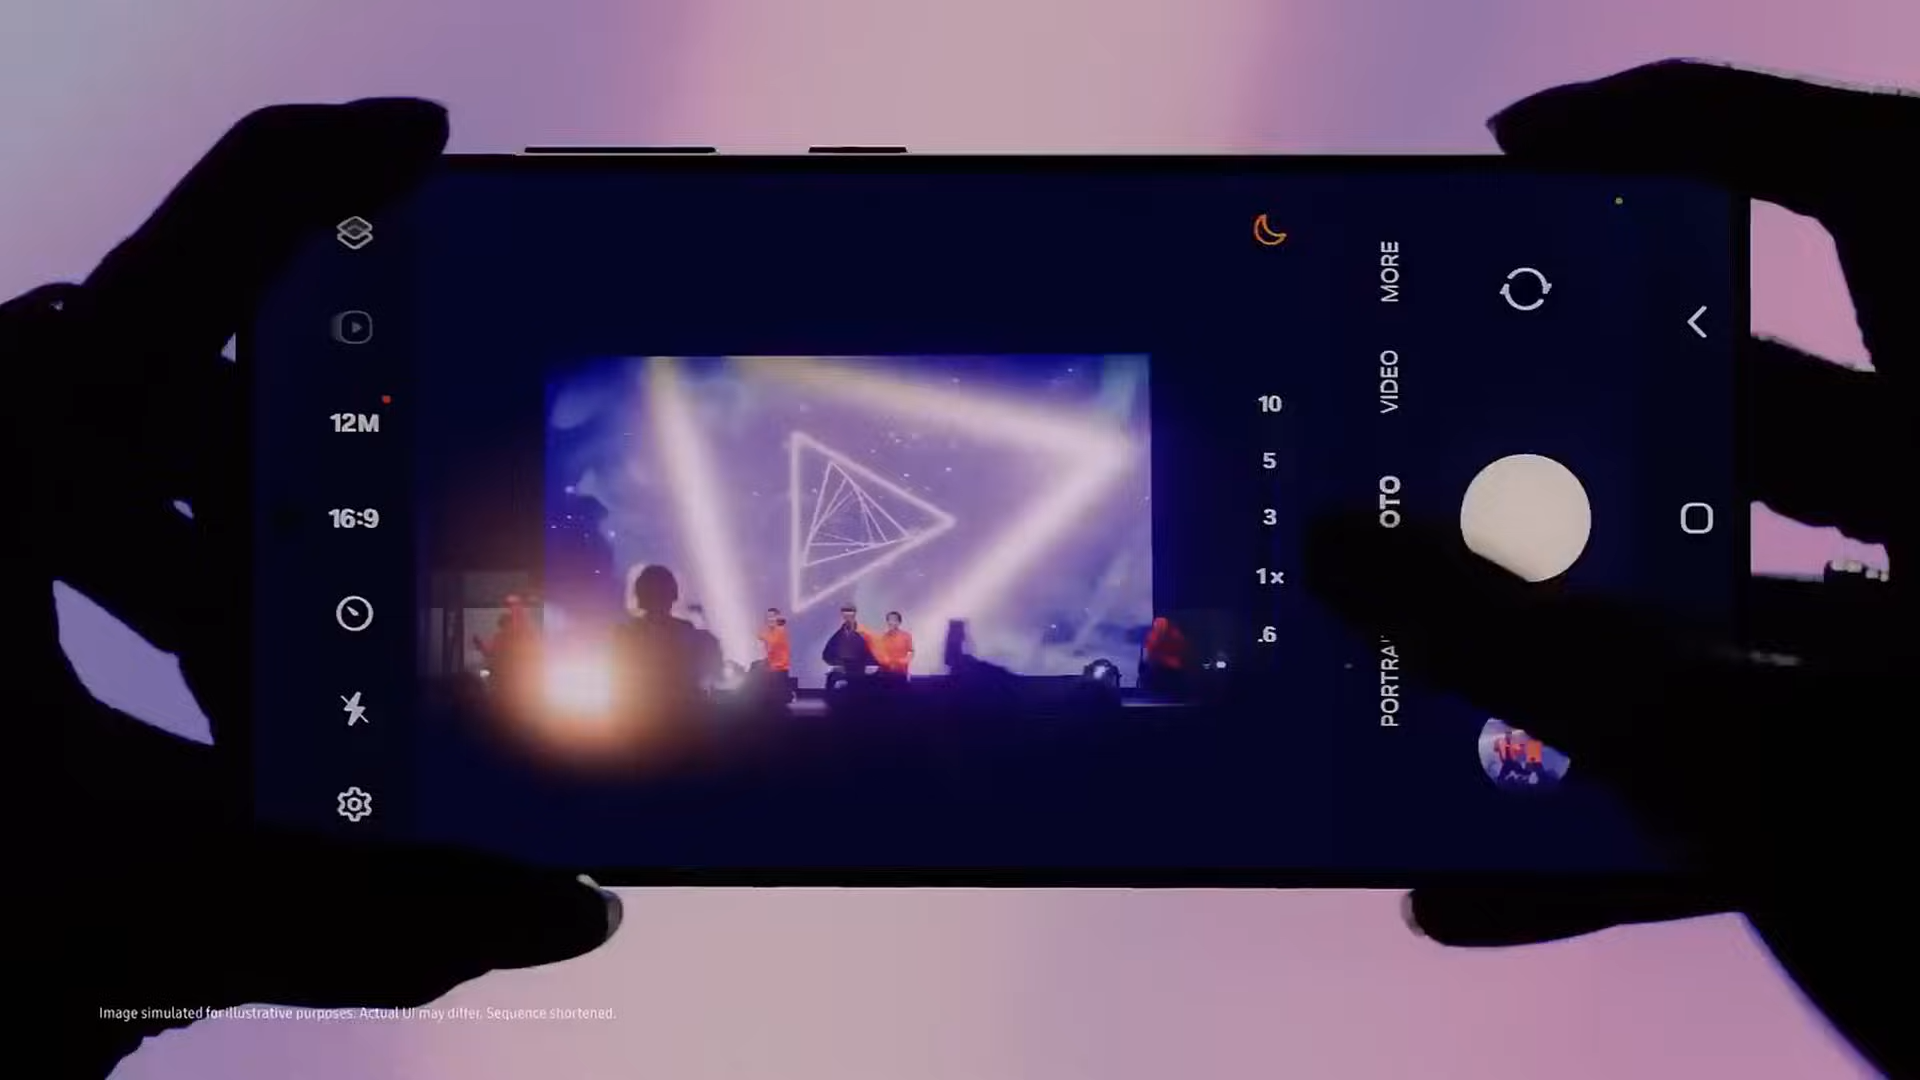 12M
16:9
10
5
3
1×
.6
MORE
VIDEO
OTO
PORTRA
Image simulated for illustrative purposes. Actual UI may differ. Sequence shortened.